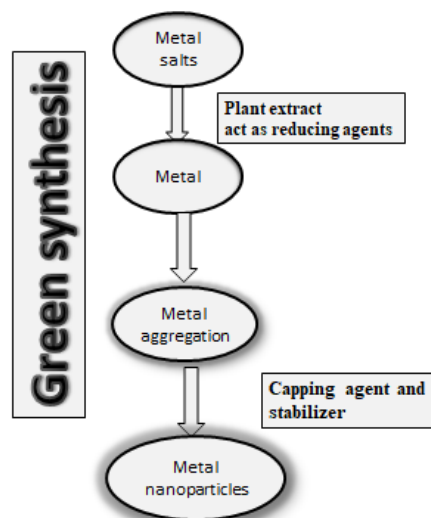 Green synthesis
Metal
salts
Plant extract
act as reducing agents
Metal
Metal
aggregation
Capping agent and
stabilizer
Metal
nanoparticles